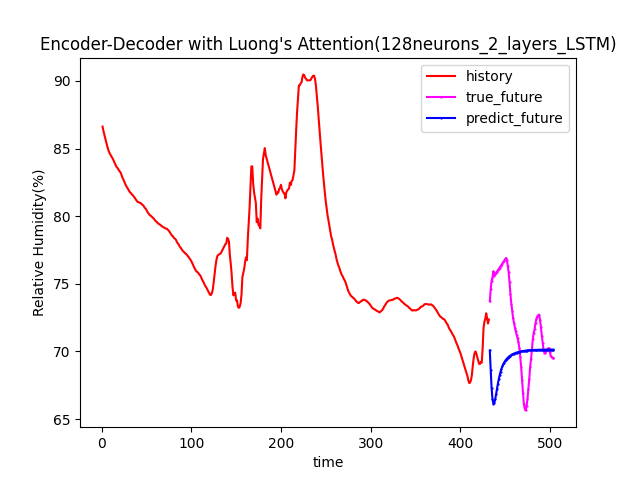 Encoder-Decoder with Luong's Attention(128neurons_2_layers_LSTM)
history
true_future
predict_future
Relative Humidity(%)
90
85
80
75
70
65
0 100 200 300 400 500
time